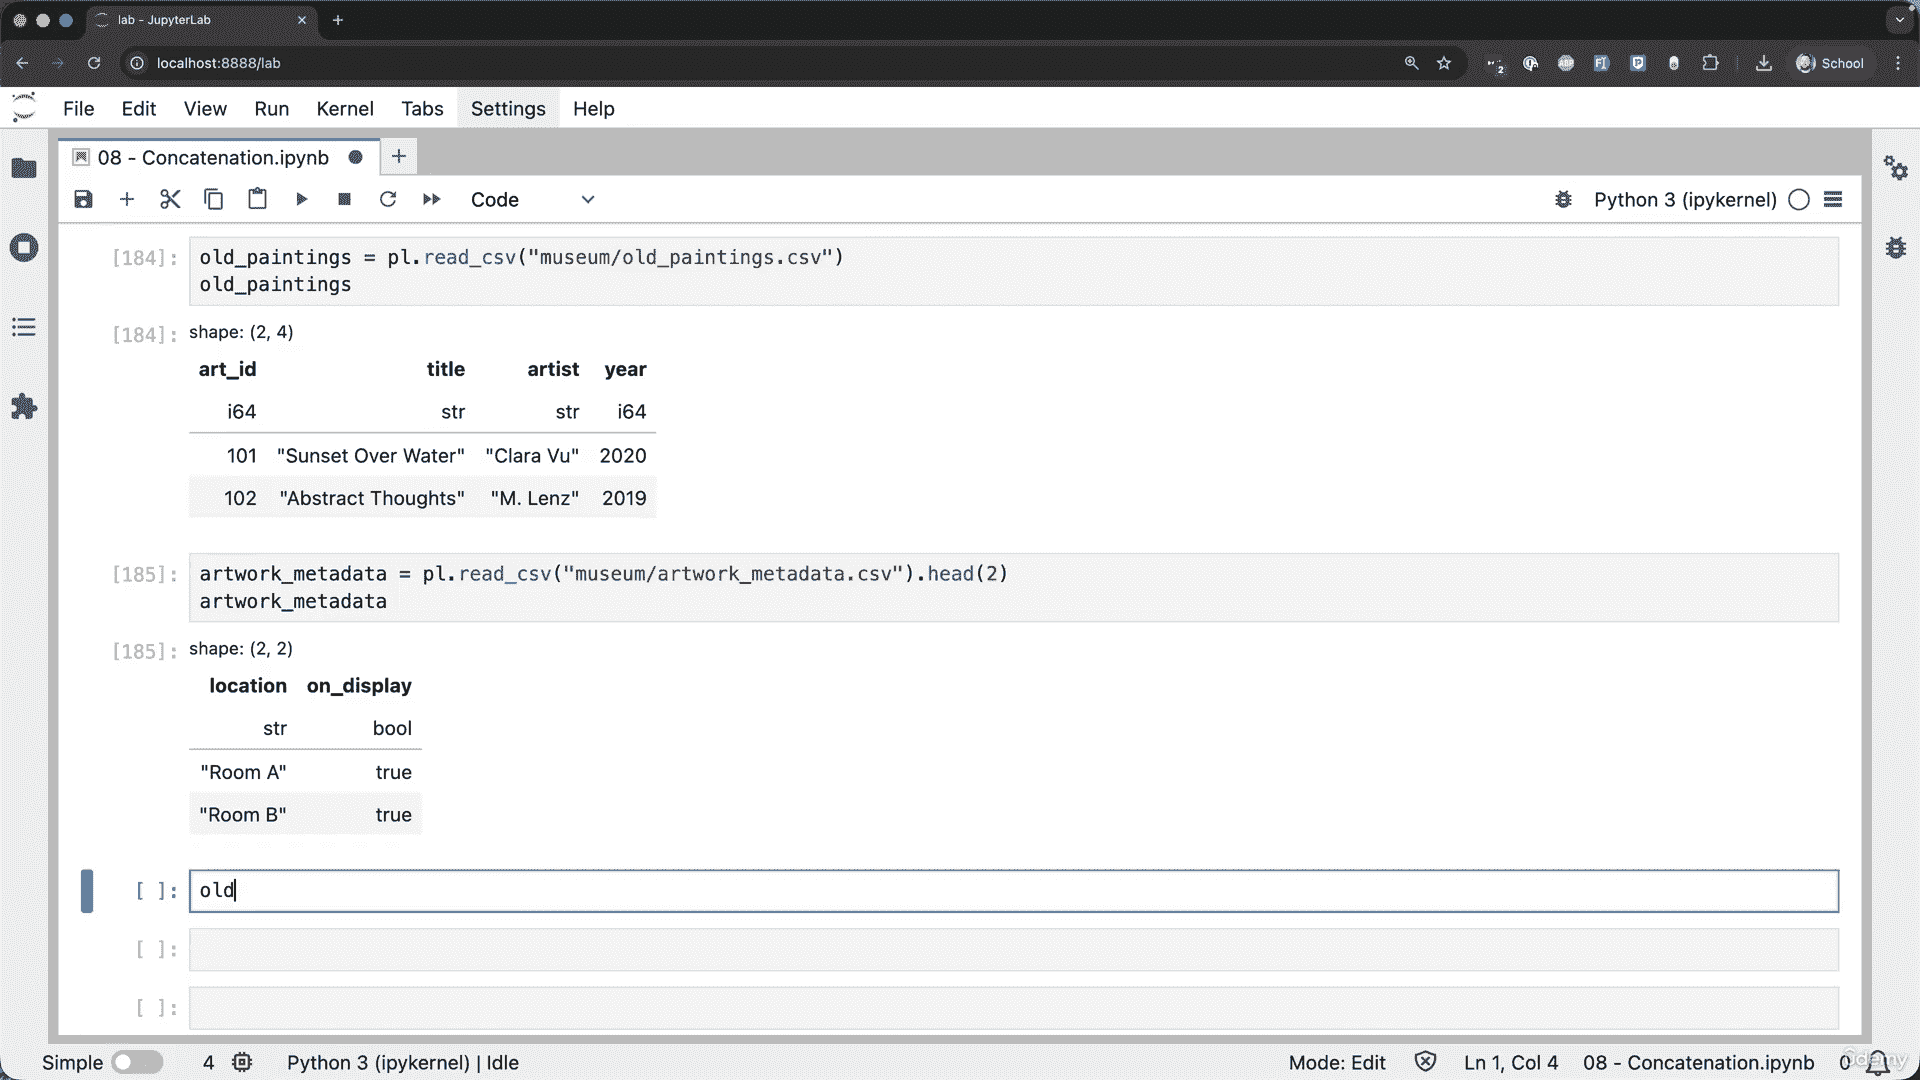 lab - JupyterLab
localhost:8888/lab
2
ABP
School
File Edit View Run Kernel Tabs Settings Help
08 - Concatenation.ipynb
Code
Python 3 (ipykernel)
[184]: old_paintings = pl.read_csv("museum/old_paintings.csv")
old_paintings
[184]: shape: (2, 4)
art_id title artist year
i64 str str i64
101 "Sunset Over Water" "Clara Vu" 2020
102 "Abstract Thoughts" "M. Lenz" 2019
[185]: artwork_metadata = pl.read_csv("museum/artwork_metadata.csv").head(2)
artwork_metadata
[185]: shape: (2, 2)
location on_display
str bool
"Room A" true
"Room B" true
[ ]: old
[ ]:
[ ]:
Simple 4 Python 3 (ipykernel) | Idle Mode: Edit Ln 1, Col 4 08 - Concatenation.ipynb 0
Udemy